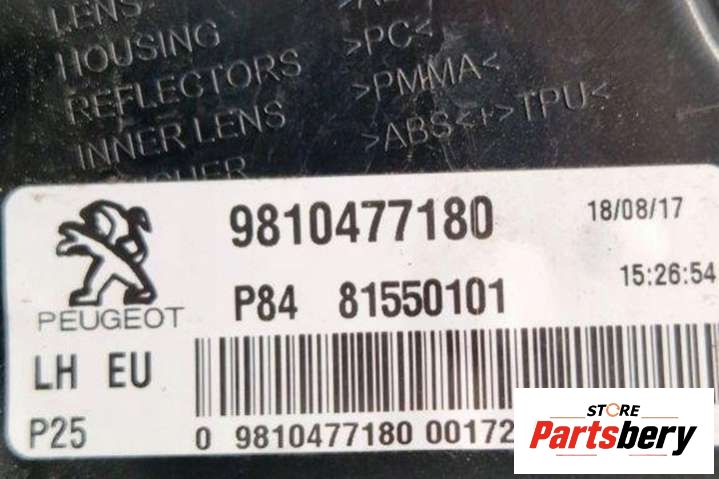 LENS
HOUSING >PC<
REFLECTORS >PMMA<
INNER LENS >ABS<+>TPU<
9810477180 18/08/17
P84 81550101 15:26:54
PEUGEOT
LH EU
P25 0 9810477180 00172
STORE
Partsbery